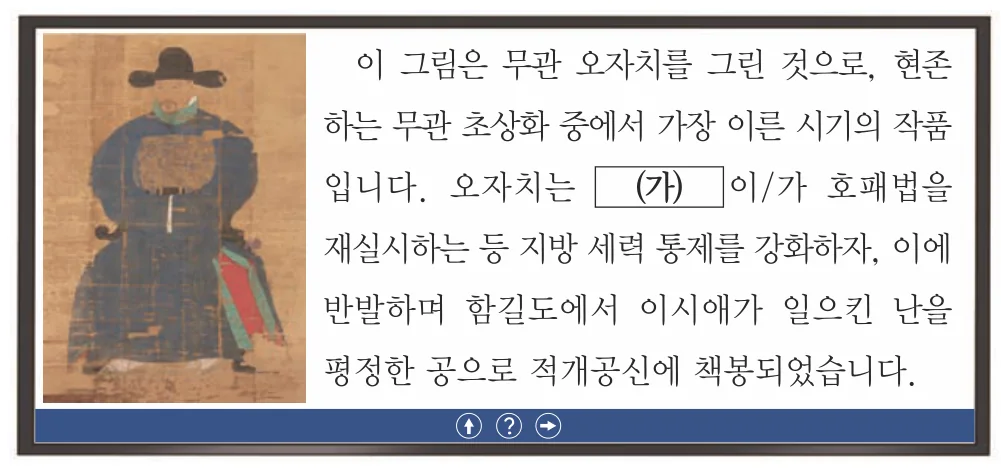 이 그림은 무관 오자치를 그린 것으로, 현존
하는 무관 초상화 중에서 가장 이른 시기의 작품
입니다. 오자치는 (가) 이/가 호패법을
재실시하는 등 지방 세력 통제를 강화하자, 이에
반발하며 함길도에서 이시애가 일으킨 난을
평정한 공으로 적개공신에 책봉되었습니다.
?